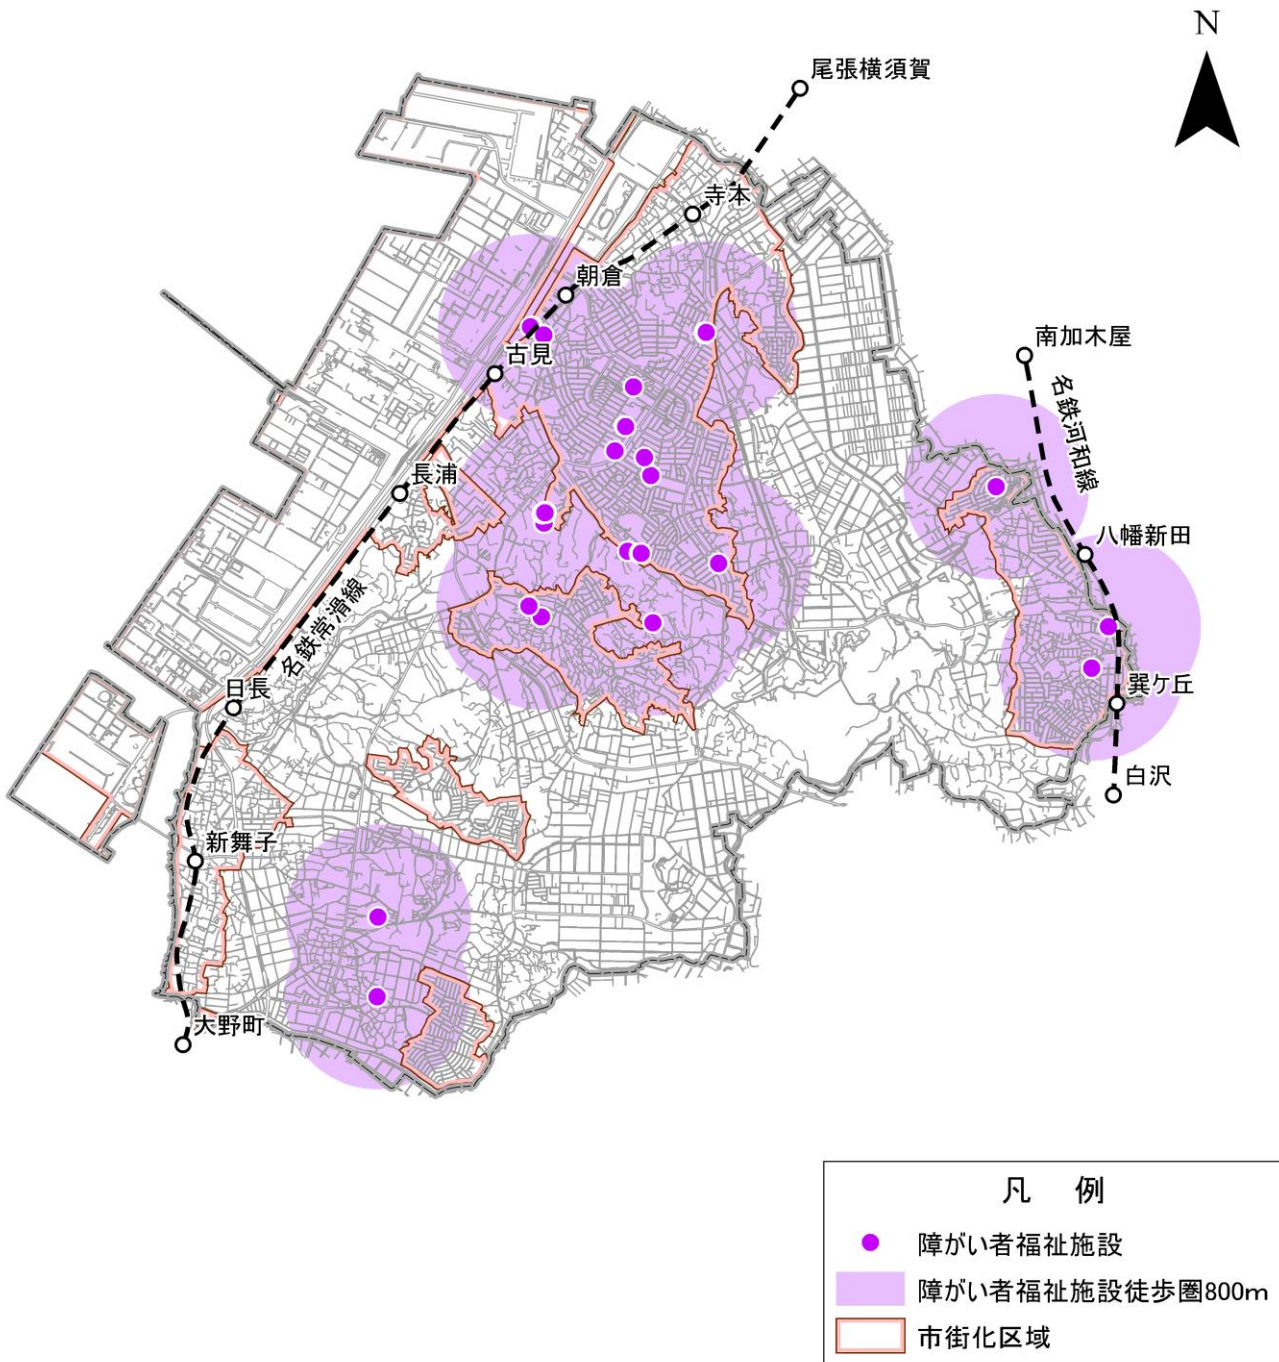 N
尾張横須賀
寺本
朝倉
古見
南加木屋
名鉄河和線
長浦
八幡新田
名鉄常滑線
巽ケ丘
日長
白沢
新舞子
大野町
凡 例
障がい者福祉施設
障がい者福祉施設徒歩圏800m
市街化区域